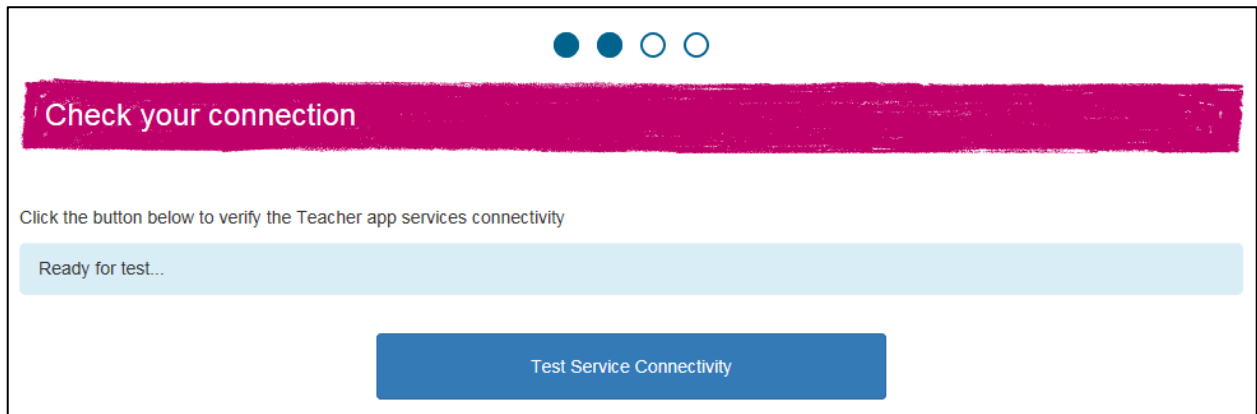 Check your connection
Click the button below to verify the Teacher app services connectivity
Ready for test...
Test Service Connectivity